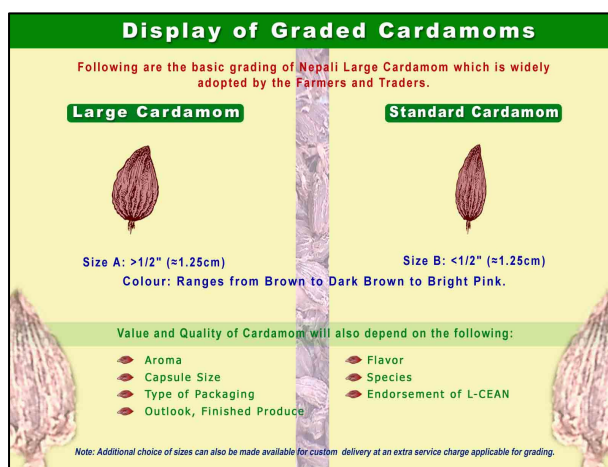 Display of Graded Cardamoms
Following are the basic grading of Nepali Large Cardamom which is widely
adopted by the Farmers and Traders.
Large Cardamom
Standard Cardamom
Size A: >1/2" (≈1.25cm)
Size B: <1/2" (≈1.25cm)
Colour: Ranges from Brown to Dark Brown to Bright Pink.
Value and Quality of Cardamom will also depend on the following:
Aroma
Capsule Size
Type of Packaging
Outlook, Finished Produce
Flavor
Species
Endorsement of L-CEAN
Note: Additional choice of sizes can also be made available for custom delivery at an extra service charge applicable for grading.